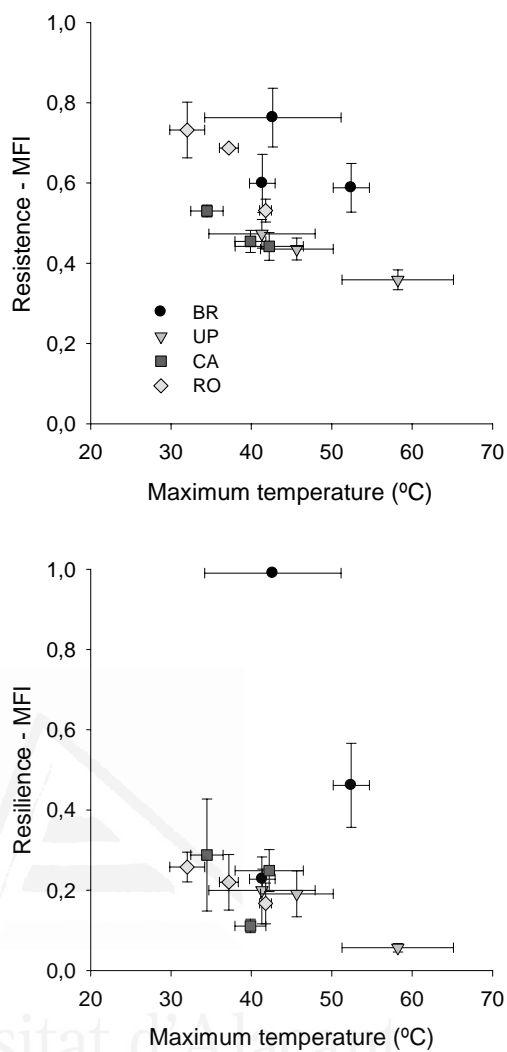 1,0
0,8
0,6
0,4
0,2
0,0
Resistence - MFI
BR
UP
CA
RO
20 30 40 50 60 70
Maximum temperature (ºC)
1,0
0,8
0,6
0,4
0,2
0,0
Resilience - MFI
20 30 40 50 60 70
Maximum temperature (ºC)